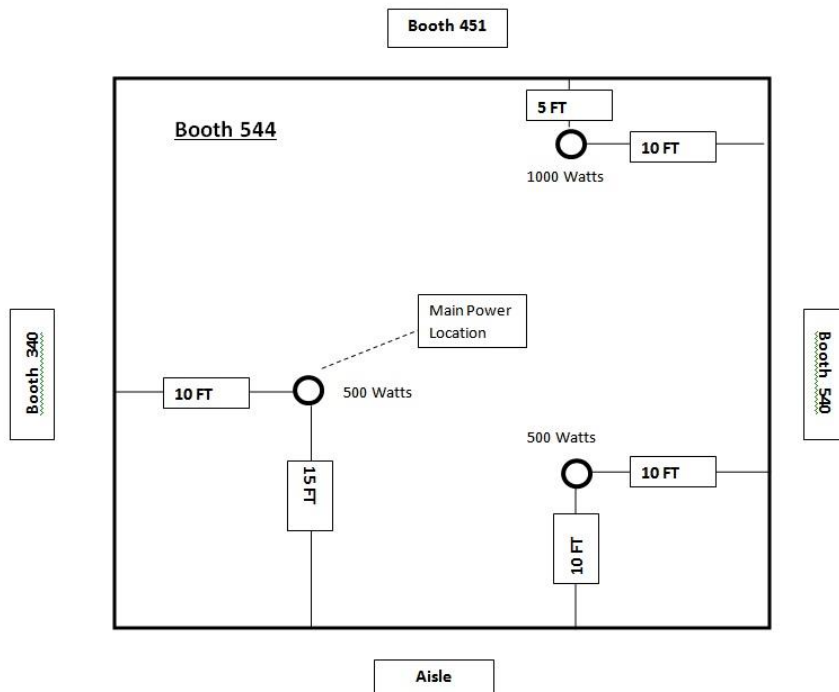 Booth 451
5 FT
Booth 544
10 FT
1000 Watts
Main Power
Location
Booth 340
Booth 540
10 FT
500 Watts
500 Watts
15 FT
10 FT
10 FT
Aisle